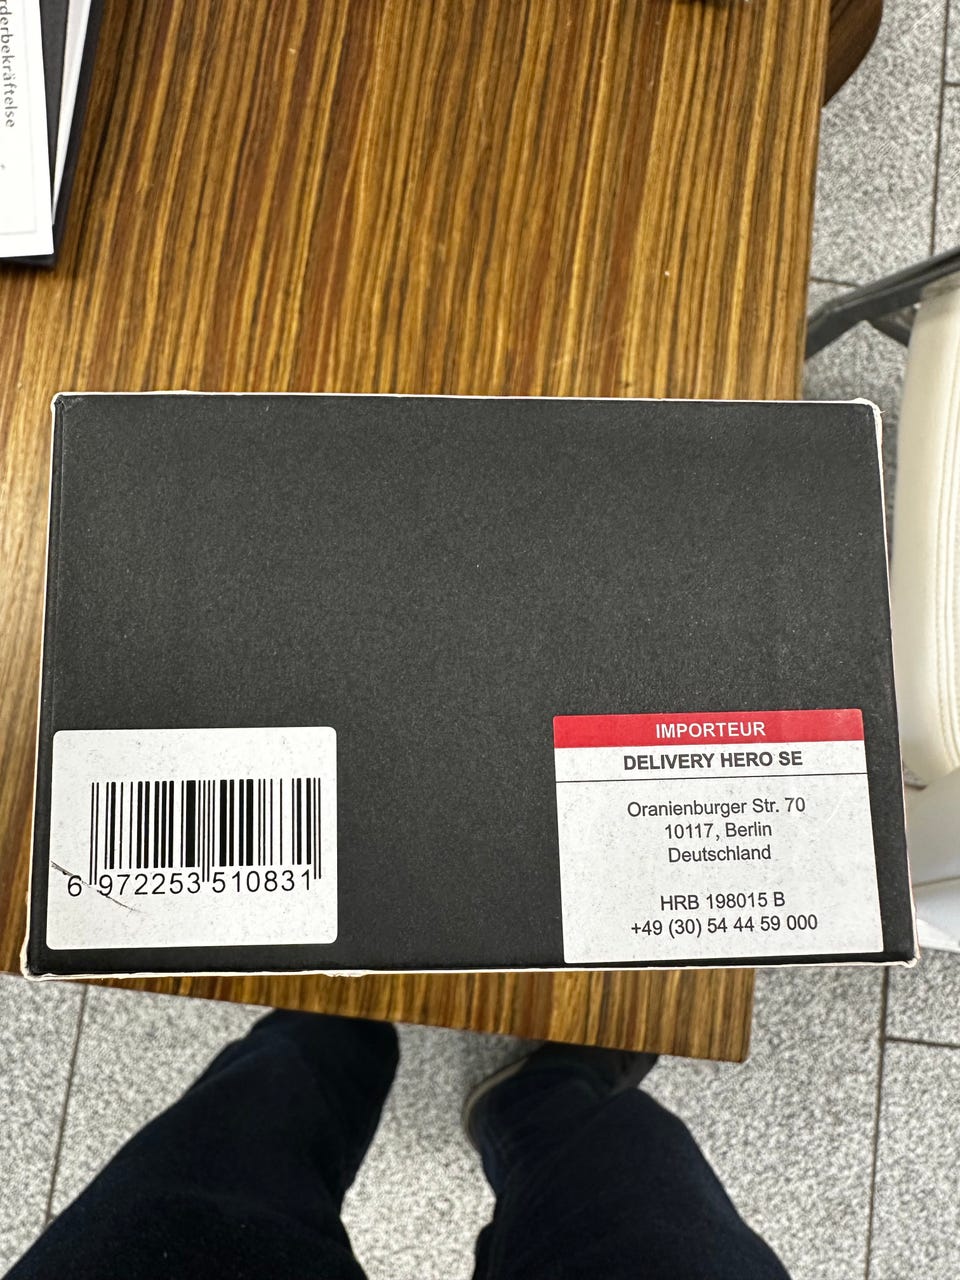 rderbekräftelse
6 972253 510831
IMPORTEUR
DELIVERY HERO SE
Oranienburger Str. 70
10117, Berlin
Deutschland
HRB 198015 B
+49 (30) 54 44 59 000